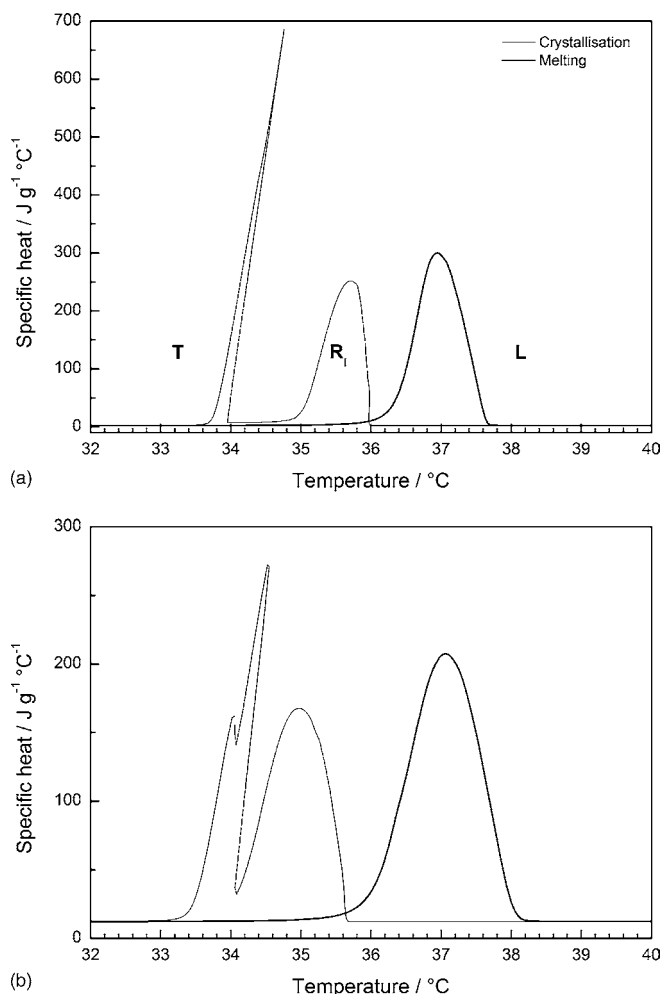 700
600
500
400
300
200
100
0
Specific heat / J g⁻¹ °C⁻¹
Crystallisation
Melting
T
R_I
L
32 33 34 35 36 37 38 39 40
(a)
Temperature / °C
300
200
100
0
Specific heat / J g⁻¹ °C⁻¹
32 33 34 35 36 37 38 39 40
(b)
Temperature / °C